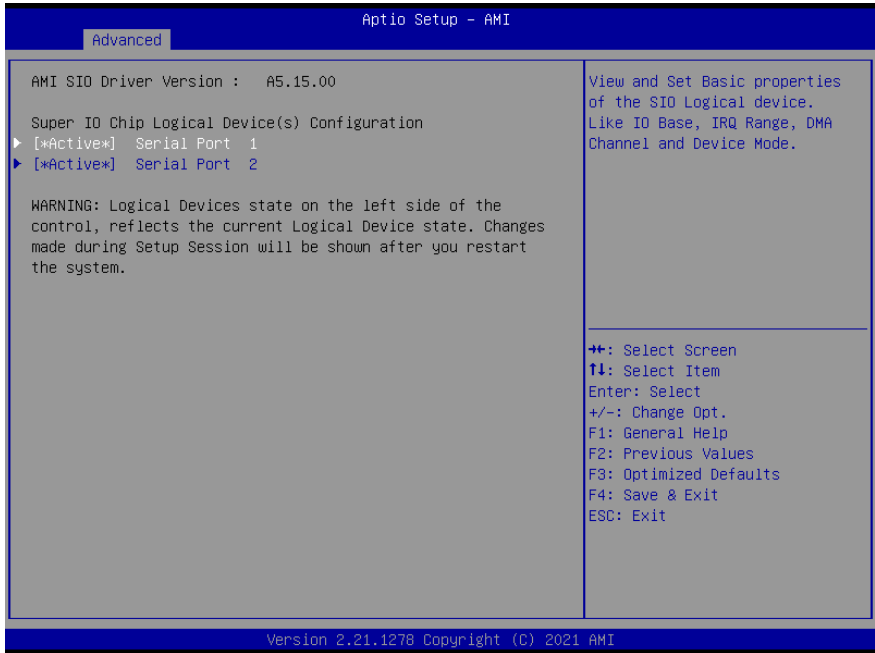 Aptio Setup – AMI
Advanced
AMI SIO Driver Version :   A5.15.00
Super IO Chip Logical Device(s) Configuration
[*Active*]  Serial Port  1
[*Active*]  Serial Port  2
WARNING: Logical Devices state on the left side of the
control, reflects the current Logical Device state. Changes
made during Setup Session will be shown after you restart
the system.
View and Set Basic properties
of the SIO Logical device.
Like IO Base, IRQ Range, DMA
Channel and Device Mode.
→←: Select Screen
↑↓: Select Item
Enter: Select
+/-: Change Opt.
F1: General Help
F2: Previous Values
F3: Optimized Defaults
F4: Save & Exit
ESC: Exit
Version 2.21.1278 Copyright (C) 2021 AMI